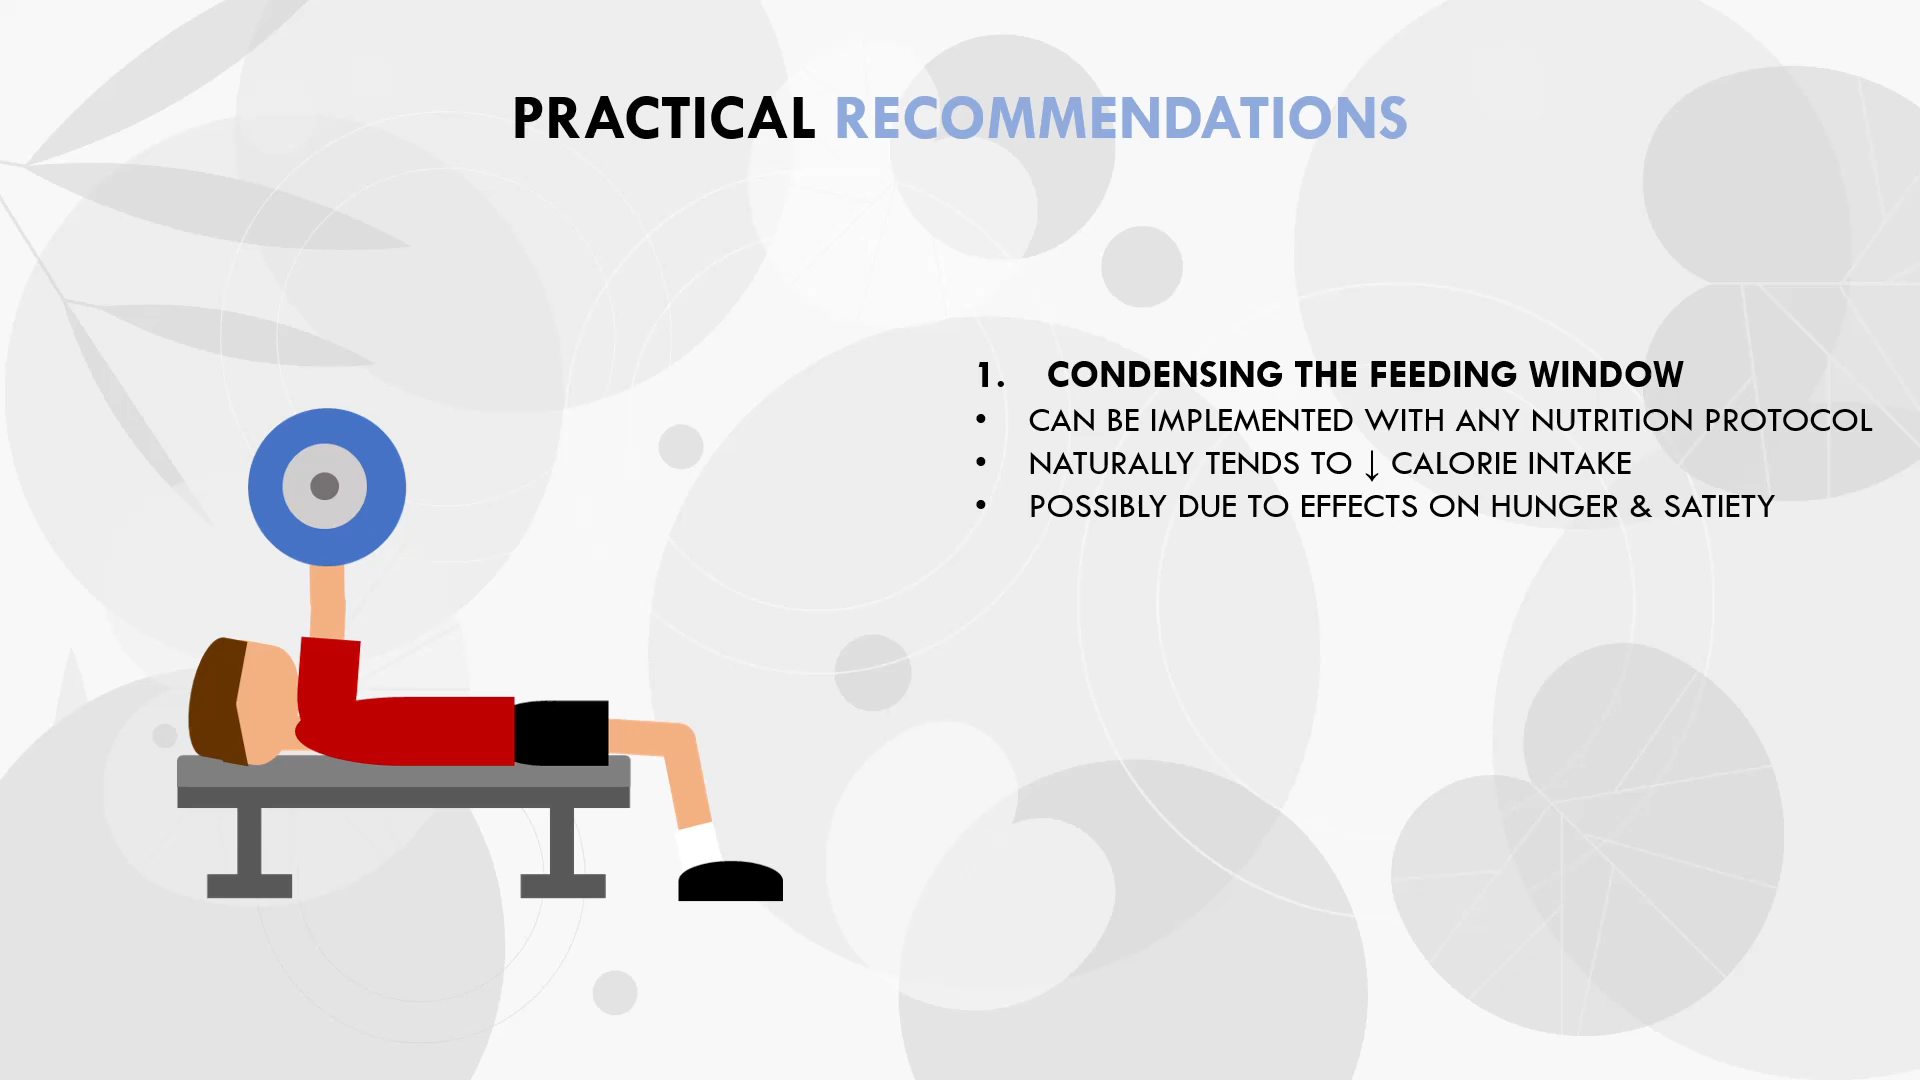 PRACTICAL RECOMMENDATIONS
1. CONDENSING THE FEEDING WINDOW
• CAN BE IMPLEMENTED WITH ANY NUTRITION PROTOCOL
• NATURALLY TENDS TO ↓ CALORIE INTAKE
• POSSIBLY DUE TO EFFECTS ON HUNGER & SATIETY